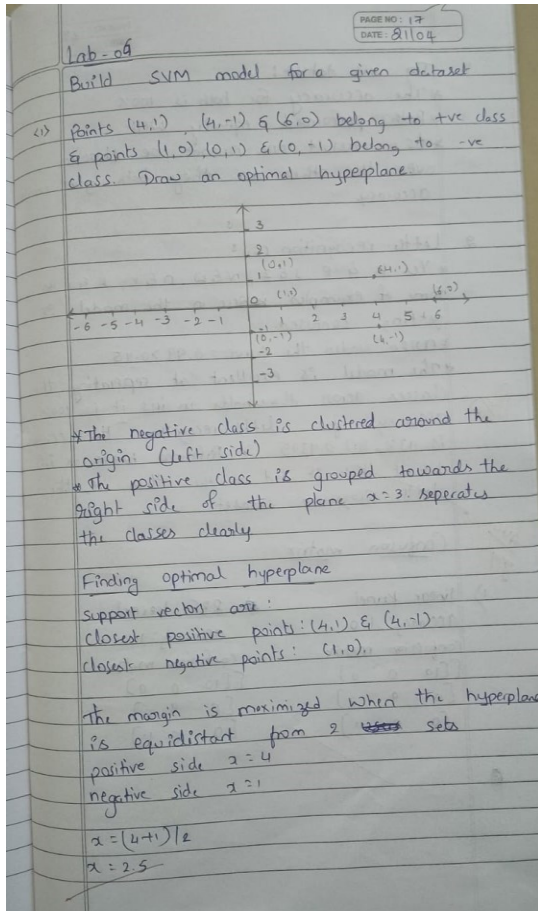 PAGE NO: 17
DATE: 21/04
Lab-09
Build SVM model for a given dataset
<1> Points (4,1), (4,-1) & (6,0) belong to +ve class
& points (1,0), (0,1) & (0,-1) belong to -ve
class. Draw an optimal hyperplane
3
2
(0,1)
1
(4,1)
0
(6,0)
-6 -5 -4 -3 -2 -1 2 3 4 5 6
-1
(0,-1)
(4,-1)
-2
-3
* The negative class is clustered around the
origin. (left side)
* The positive class is grouped towards the
right side of the plane x=3. seperates
the classes clearly
Finding optimal hyperplane
Support vectors are:
closest positive points: (4,1) & (4,-1)
closest negative points: (1,0).
The margin is maximized when the hyperplane
is equidistant from 2 sets
positive side x=4
negative side x=1
x=(4+1)/2
x=2.5